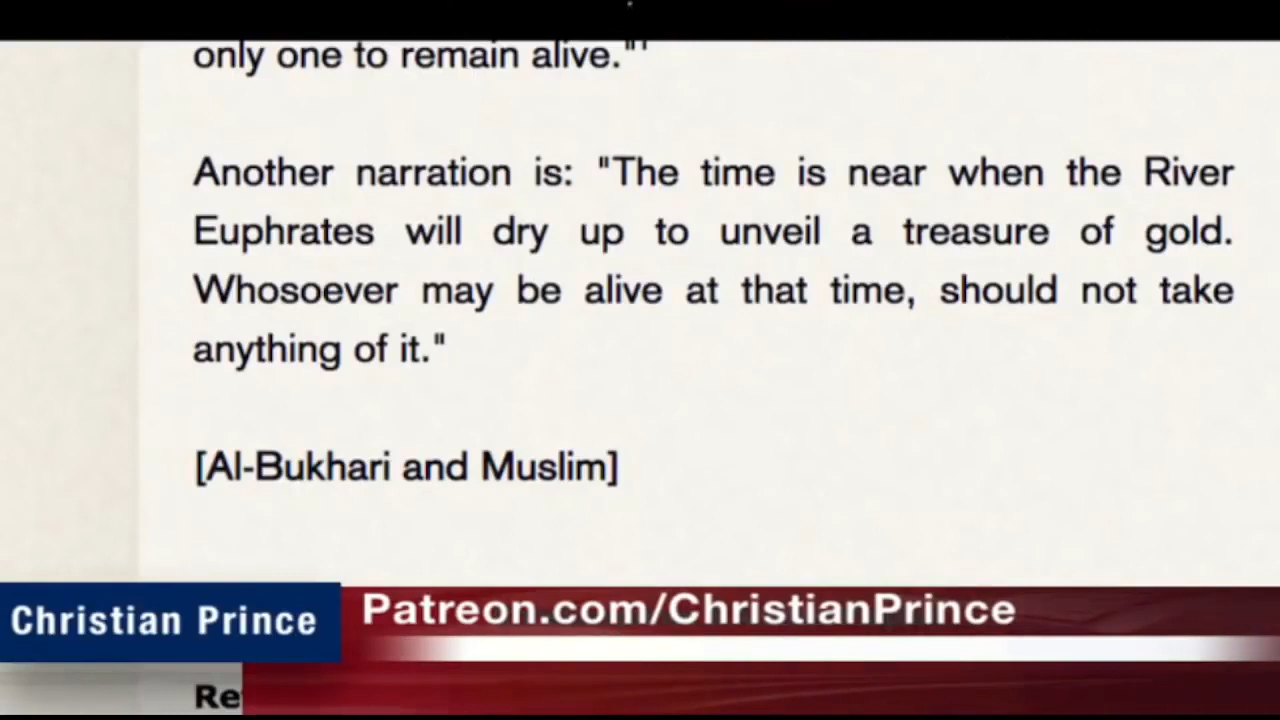 only one to remain alive."'
Another narration is: "The time is near when the River
Euphrates will dry up to unveil a treasure of gold.
Whosoever may be alive at that time, should not take
anything of it."
[Al-Bukhari and Muslim]
Christian Prince
Patreon.com/ChristianPrince